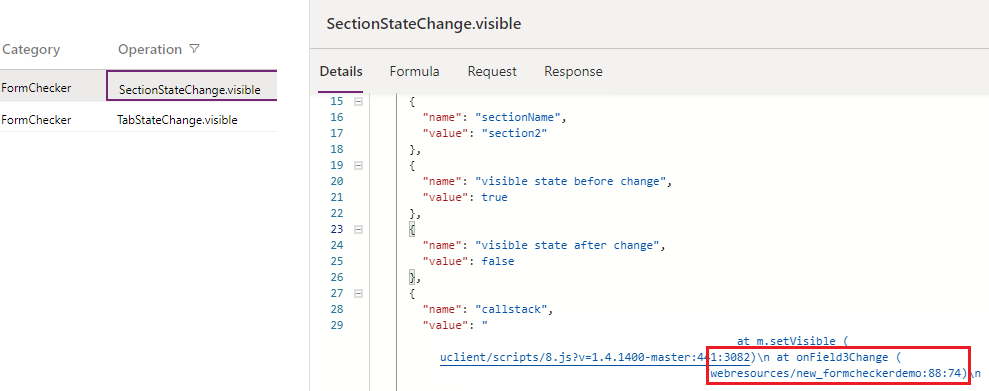 SectionStateChange.visible
Category Operation
FormChecker SectionStateChange.visible
FormChecker TabStateChange.visible
Details Formula Request Response
15 {
16 "name": "sectionName",
17 "value": "section2"
18 },
19 {
20 "name": "visible state before change",
21 "value": true
22 },
23 {
24 "name": "visible state after change",
25 "value": false
26 },
27 {
28 "name": "callstack",
29 "value": "
at m.setVisible (
uclient/scripts/8.js?v=1.4.1400-master:441:3082)\n at onField3Change (
webresources/new_formcheckerdemo:88:74)\n